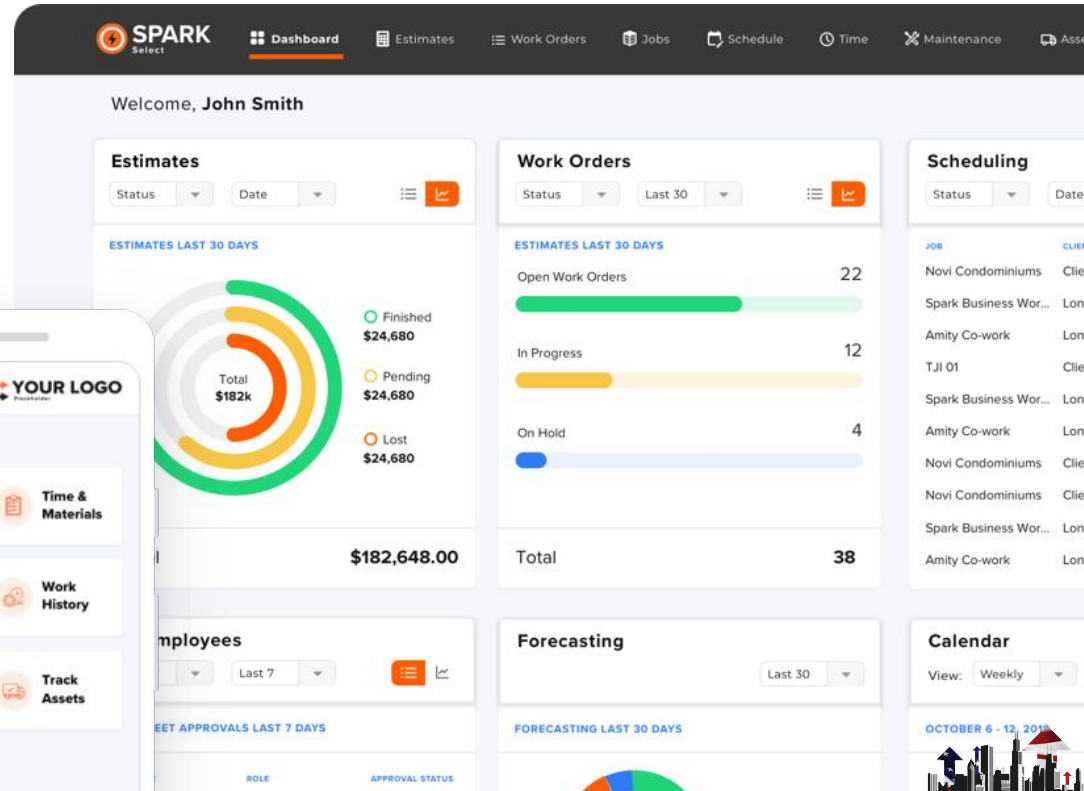 SPARK
Select
Dashboard
Estimates
Work Orders
Jobs
Schedule
Time
Maintenance
Welcome, John Smith
Estimates
Status
Date
ESTIMATES LAST 30 DAYS
Total
$182k
Finished
$24,680
Pending
$24,680
Lost
$24,680
$182,648.00
Work Orders
Status
Last 30
ESTIMATES LAST 30 DAYS
Open Work Orders 22
In Progress 12
On Hold 4
Total 38
Scheduling
Status
Date
JOB
Novi Condominiums
Spark Business Wor...
Amity Co-work
TJI 01
Spark Business Wor...
Amity Co-work
Novi Condominiums
Novi Condominiums
Spark Business Wor...
Amity Co-work
YOUR LOGO
Placeholder
Time &
Materials
Work
History
Track
Assets
mployees
Last 7
EET APPROVALS LAST 7 DAYS
ROLE
APPROVAL STATUS
Forecasting
Last 30
FORECASTING LAST 30 DAYS
Calendar
View: Weekly
OCTOBER 6 - 12, 2019